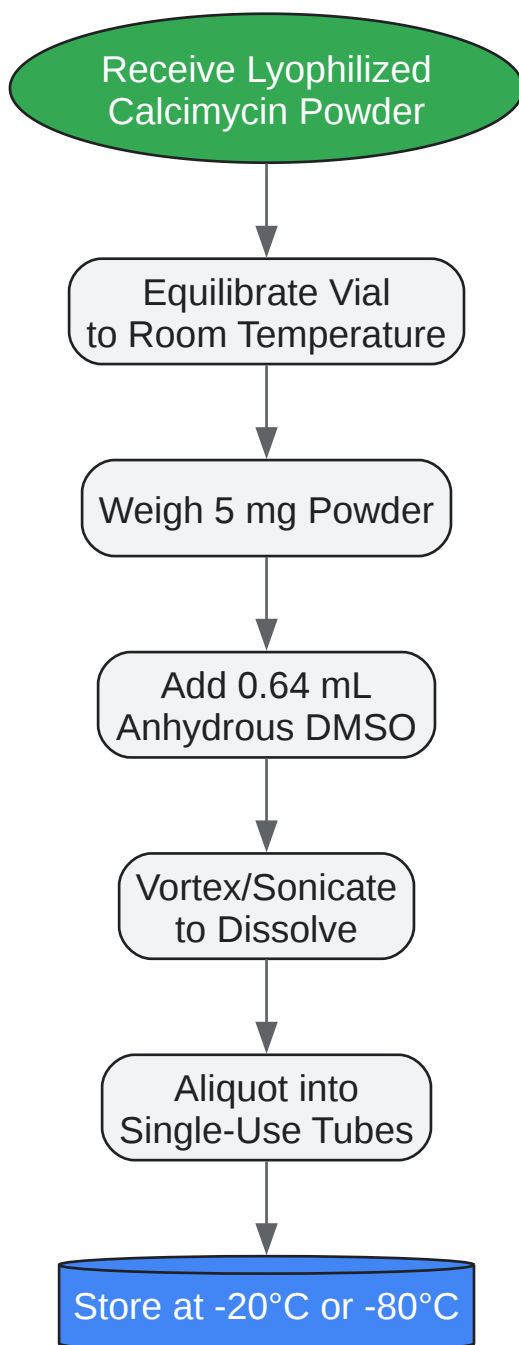 Receive Lyophilized
Calcimycin Powder
Equilibrate Vial
to Room Temperature
Weigh 5 mg Powder
Add 0.64 mL
Anhydrous DMSO
Vortex/Sonicate
to Dissolve
Aliquot into
Single-Use Tubes
Store at -20°C or -80°C